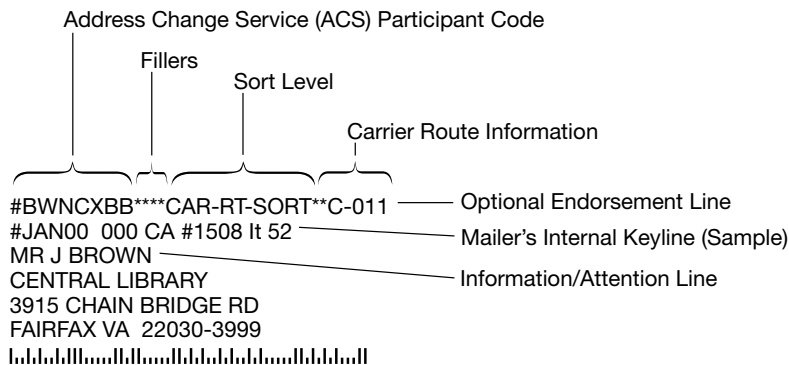 Address Change Service (ACS) Participant Code
Fillers
Sort Level
Carrier Route Information
#BWNCXBB****CAR-RT-SORT**C-011
Optional Endorsement Line
#JAN00  000 CA #1508 lt 52
Mailer's Internal Keyline (Sample)
MR J BROWN
Information/Attention Line
CENTRAL LIBRARY
3915 CHAIN BRIDGE RD
FAIRFAX VA  22030-3999